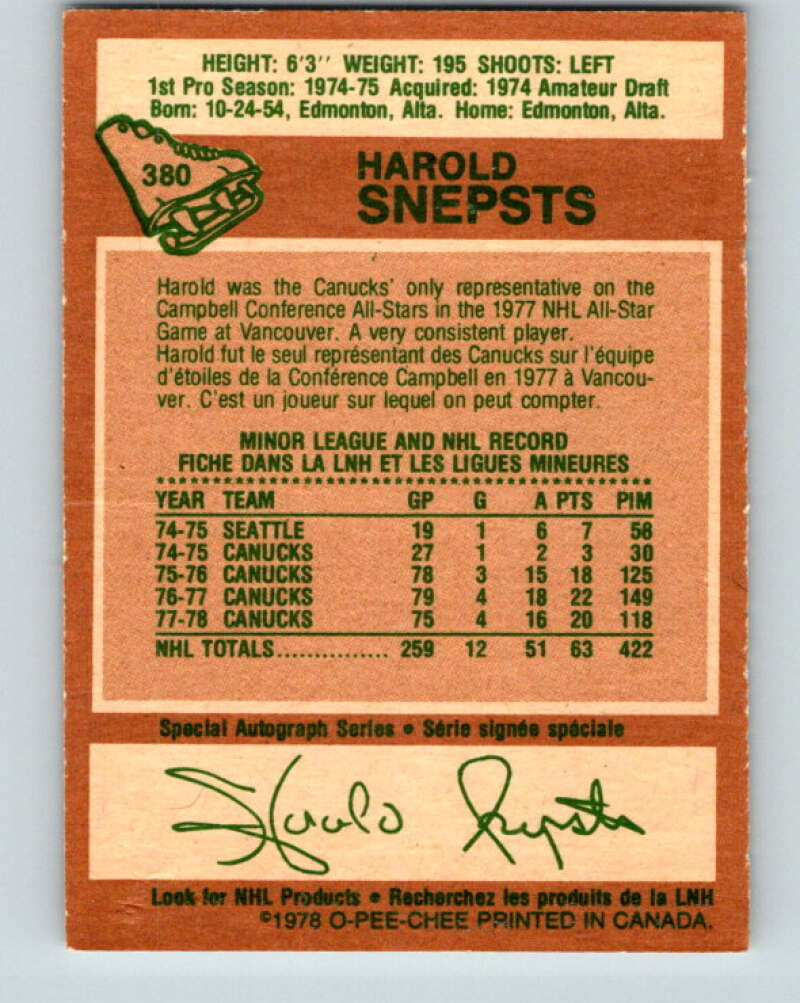 HEIGHT: 6'3'' WEIGHT: 195 SHOOTS: LEFT
1st Pro Season: 1974-75 Acquired: 1974 Amateur Draft
Born: 10-24-54, Edmonton, Alta. Home: Edmonton, Alta.
380
HAROLD
SNEPSTS
Harold was the Canucks' only representative on the
Campbell Conference All-Stars in the 1977 NHL All-Star
Game at Vancouver. A very consistent player.
Harold fut le seul représentant des Canucks sur l'équipe
d'étoiles de la Conférence Campbell en 1977 à Vancou-
ver. C'est un joueur sur lequel on peut compter.
MINOR LEAGUE AND NHL RECORD
FICHE DANS LA LNH ET LES LIGUES MINEURES
YEAR TEAM GP G A PTS PIM
74-75 SEATTLE 19 1 6 7 58
74-75 CANUCKS 27 1 2 3 30
75-76 CANUCKS 78 3 15 18 125
76-77 CANUCKS 79 4 18 22 149
77-78 CANUCKS 75 4 16 20 118
NHL TOTALS............... 259 12 51 63 422
Special Autograph Series • Série signée spéciale
Harold Snepsts
Look for NHL Products • Recherchez les produits de la LNH
©1978 O-PEE-CHEE PRINTED IN CANADA.